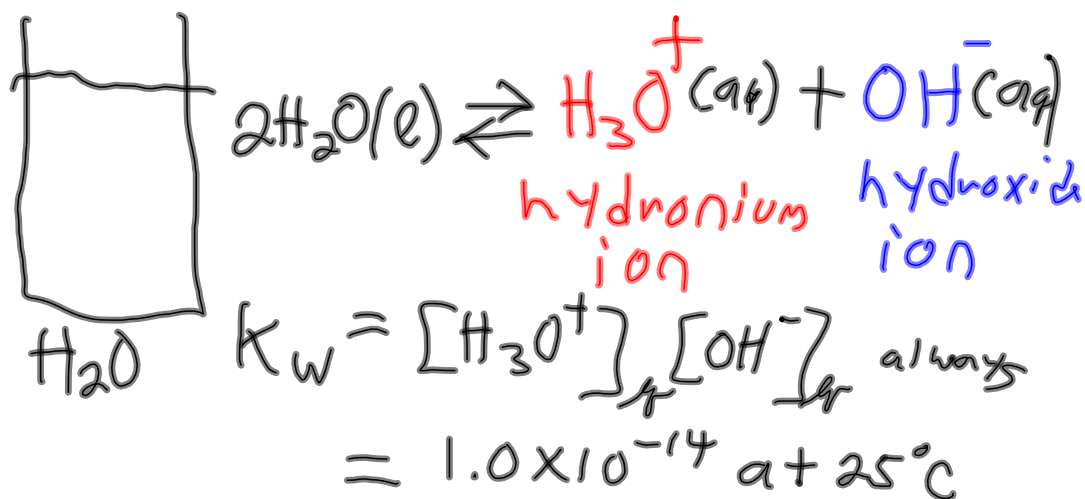 2H₂O(l) ⇌ H₃O⁺(aq) + OH⁻(aq)
hydronium ion
hydroxide ion
H₂O
Kw = [H₃O⁺]eq [OH⁻]eq always
= 1.0×10⁻¹⁴ at 25°C